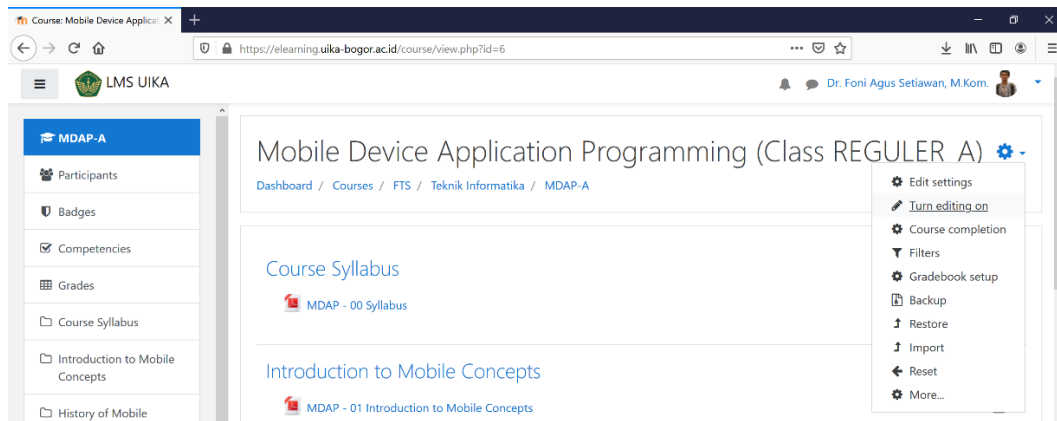 Course: Mobile Device Applicat
https://elearning.uika-bogor.ac.id/course/view.php?id=6
LMS UIKA
Dr. Foni Agus Setiawan, M.Kom.
MDAP-A
Participants
Badges
Competencies
Grades
Course Syllabus
Introduction to Mobile
Concepts
History of Mobile
Mobile Device Application Programming (Class REGULER A)
Dashboard / Courses / FTS / Teknik Informatika / MDAP-A
Edit settings
Turn editing on
Course completion
Filters
Gradebook setup
Backup
Restore
Import
Reset
More...
Course Syllabus
MDAP - 00 Syllabus
Introduction to Mobile Concepts
MDAP - 01 Introduction to Mobile Concepts